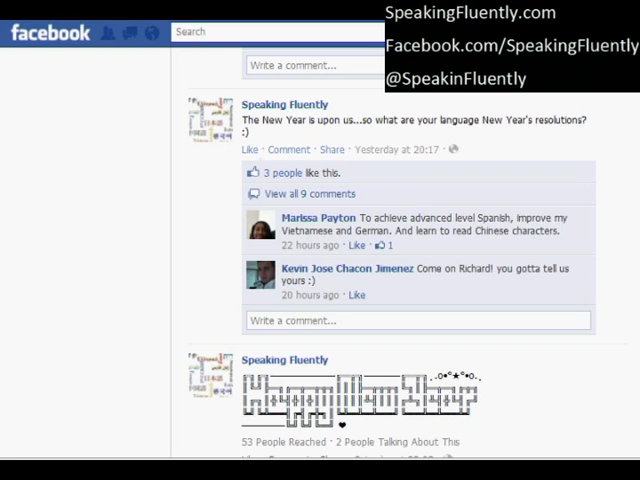 SpeakingFluently.com
Facebook.com/SpeakingFluently
@SpeakinFluently
facebook
Search
Write a comment...
Speaking Fluently
The New Year is upon us...so what are your language New Year's resolutions?
:)
Like · Comment · Share · Yesterday at 20:17 ·
3 people like this.
View all 9 comments
Marissa Payton To achieve advanced level Spanish, improve my
Vietnamese and German. And learn to read Chinese characters.
22 hours ago · Like · 1
Kevin Jose Chacon Jimenez Come on Richard! you gotta tell us
yours :)
20 hours ago · Like
Write a comment...
Speaking Fluently
53 People Reached · 2 People Talking About This